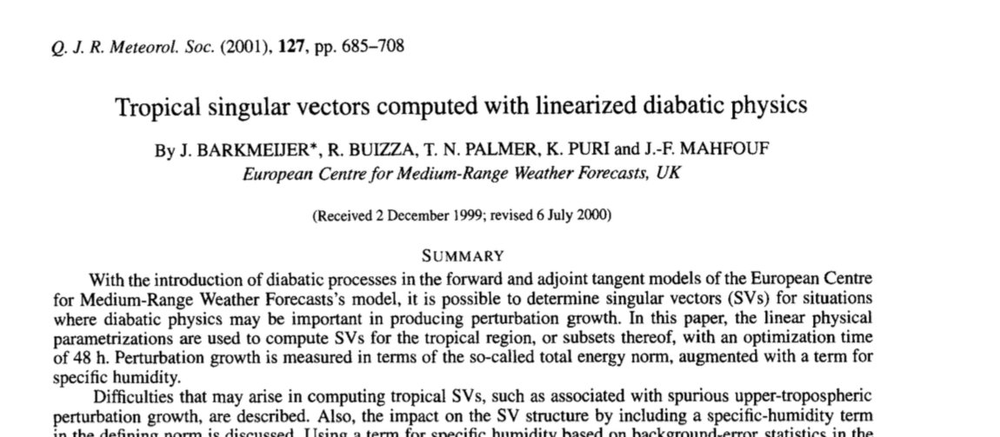 Q. J. R. Meteorol. Soc. (2001), 127, pp. 685–708
Tropical singular vectors computed with linearized diabatic physics
By J. BARKMEIJER*, R. BUIZZA, T. N. PALMER, K. PURI and J.-F. MAHFOUF
European Centre for Medium-Range Weather Forecasts, UK
(Received 2 December 1999; revised 6 July 2000)
SUMMARY
With the introduction of diabatic processes in the forward and adjoint tangent models of the European Centre
for Medium-Range Weather Forecasts's model, it is possible to determine singular vectors (SVs) for situations
where diabatic physics may be important in producing perturbation growth. In this paper, the linear physical
parametrizations are used to compute SVs for the tropical region, or subsets thereof, with an optimization time
of 48 h. Perturbation growth is measured in terms of the so-called total energy norm, augmented with a term for
specific humidity.
Difficulties that may arise in computing tropical SVs, such as associated with spurious upper-tropospheric
perturbation growth, are described. Also, the impact on the SV structure by including a specific-humidity term
in the defining norm is discussed. Using a term for specific humidity based on background-error statistics in the